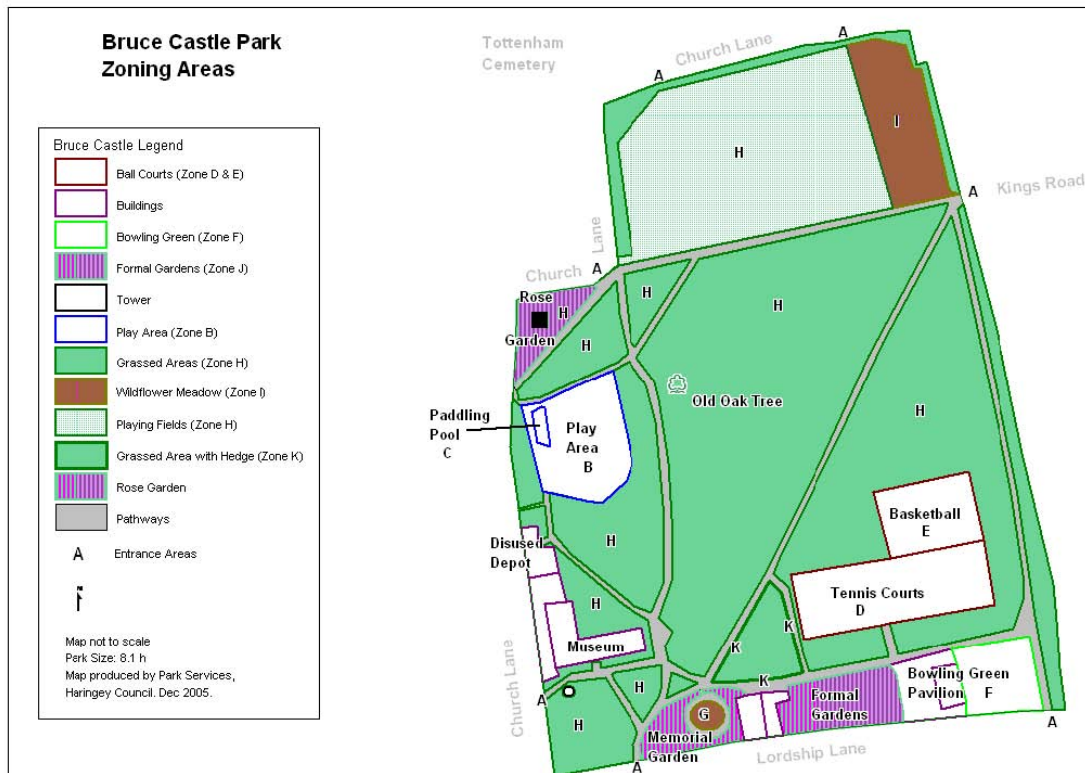 Bruce Castle Park
Zoning Areas
Bruce Castle Legend
Ball Courts (Zone D & E)
Buildings
Bowling Green (Zone F)
Formal Gardens (Zone J)
Tower
Play Area (Zone B)
Grassed Areas (Zone H)
Wildflower Meadow (Zone I)
Playing Fields (Zone H)
Grassed Area with Hedge (Zone K)
Rose Garden
Pathways
A Entrance Areas
Map not to scale
Perk Size: 8.1 h
Map produced by Park Services,
Haringey Council. Dec 2005.
Tottenham
Cemetery
Church Lane
A
A
I
H
Kings Road
A
Church Lane
A
Rose
Garden
H
H
H
H
Old Oak Tree
H
Paddling
Pool
C
Play
Area
B
Basketball
E
Tennis Courts
D
Disused
Depot
H
H
Museum
K
K
K
Church Lane
A
H
H
G
Memorial
Garden
A
Formal
Gardens
Bowling Green
Pavilion F
A
Lordship Lane